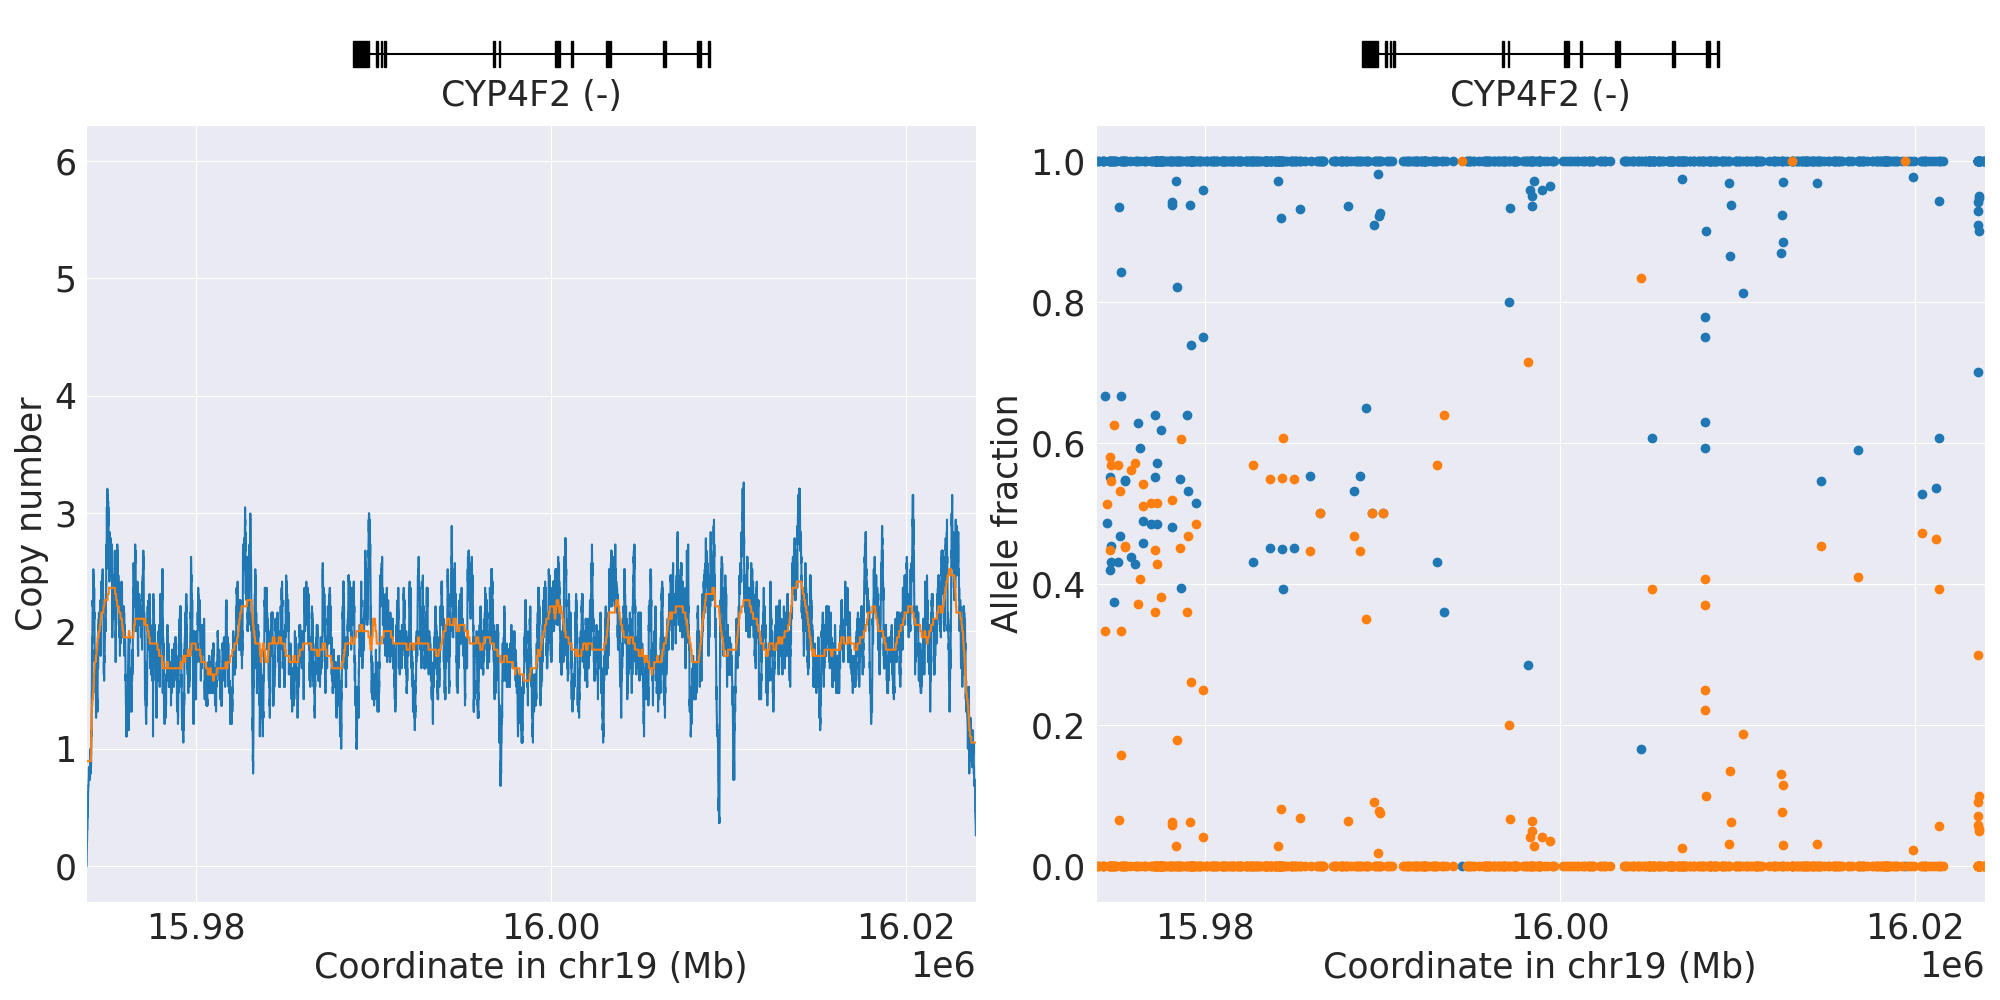 CYP4F2 (-)
6
5
4
3
2
1
0
Copy number
15.98
16.00
16.02
Coordinate in chr19 (Mb)
1e6
CYP4F2 (-)
1.0
0.8
0.6
0.4
0.2
0.0
Allele fraction
15.98
16.00
16.02
Coordinate in chr19 (Mb)
1e6